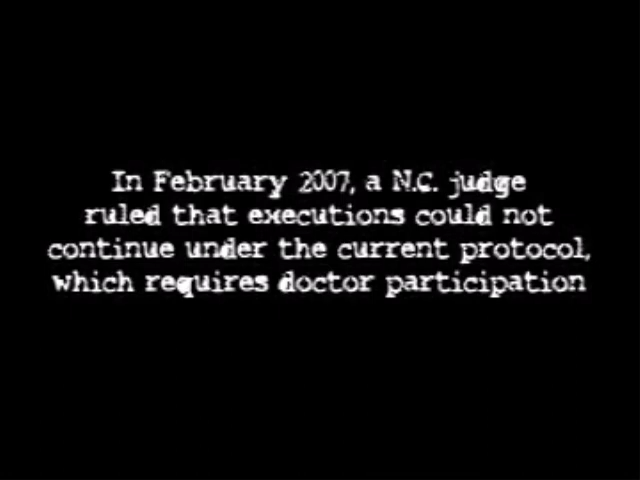 In February 2007, a N.C. judge
ruled that executions could not
continue under the current protocol,
which requires doctor participation